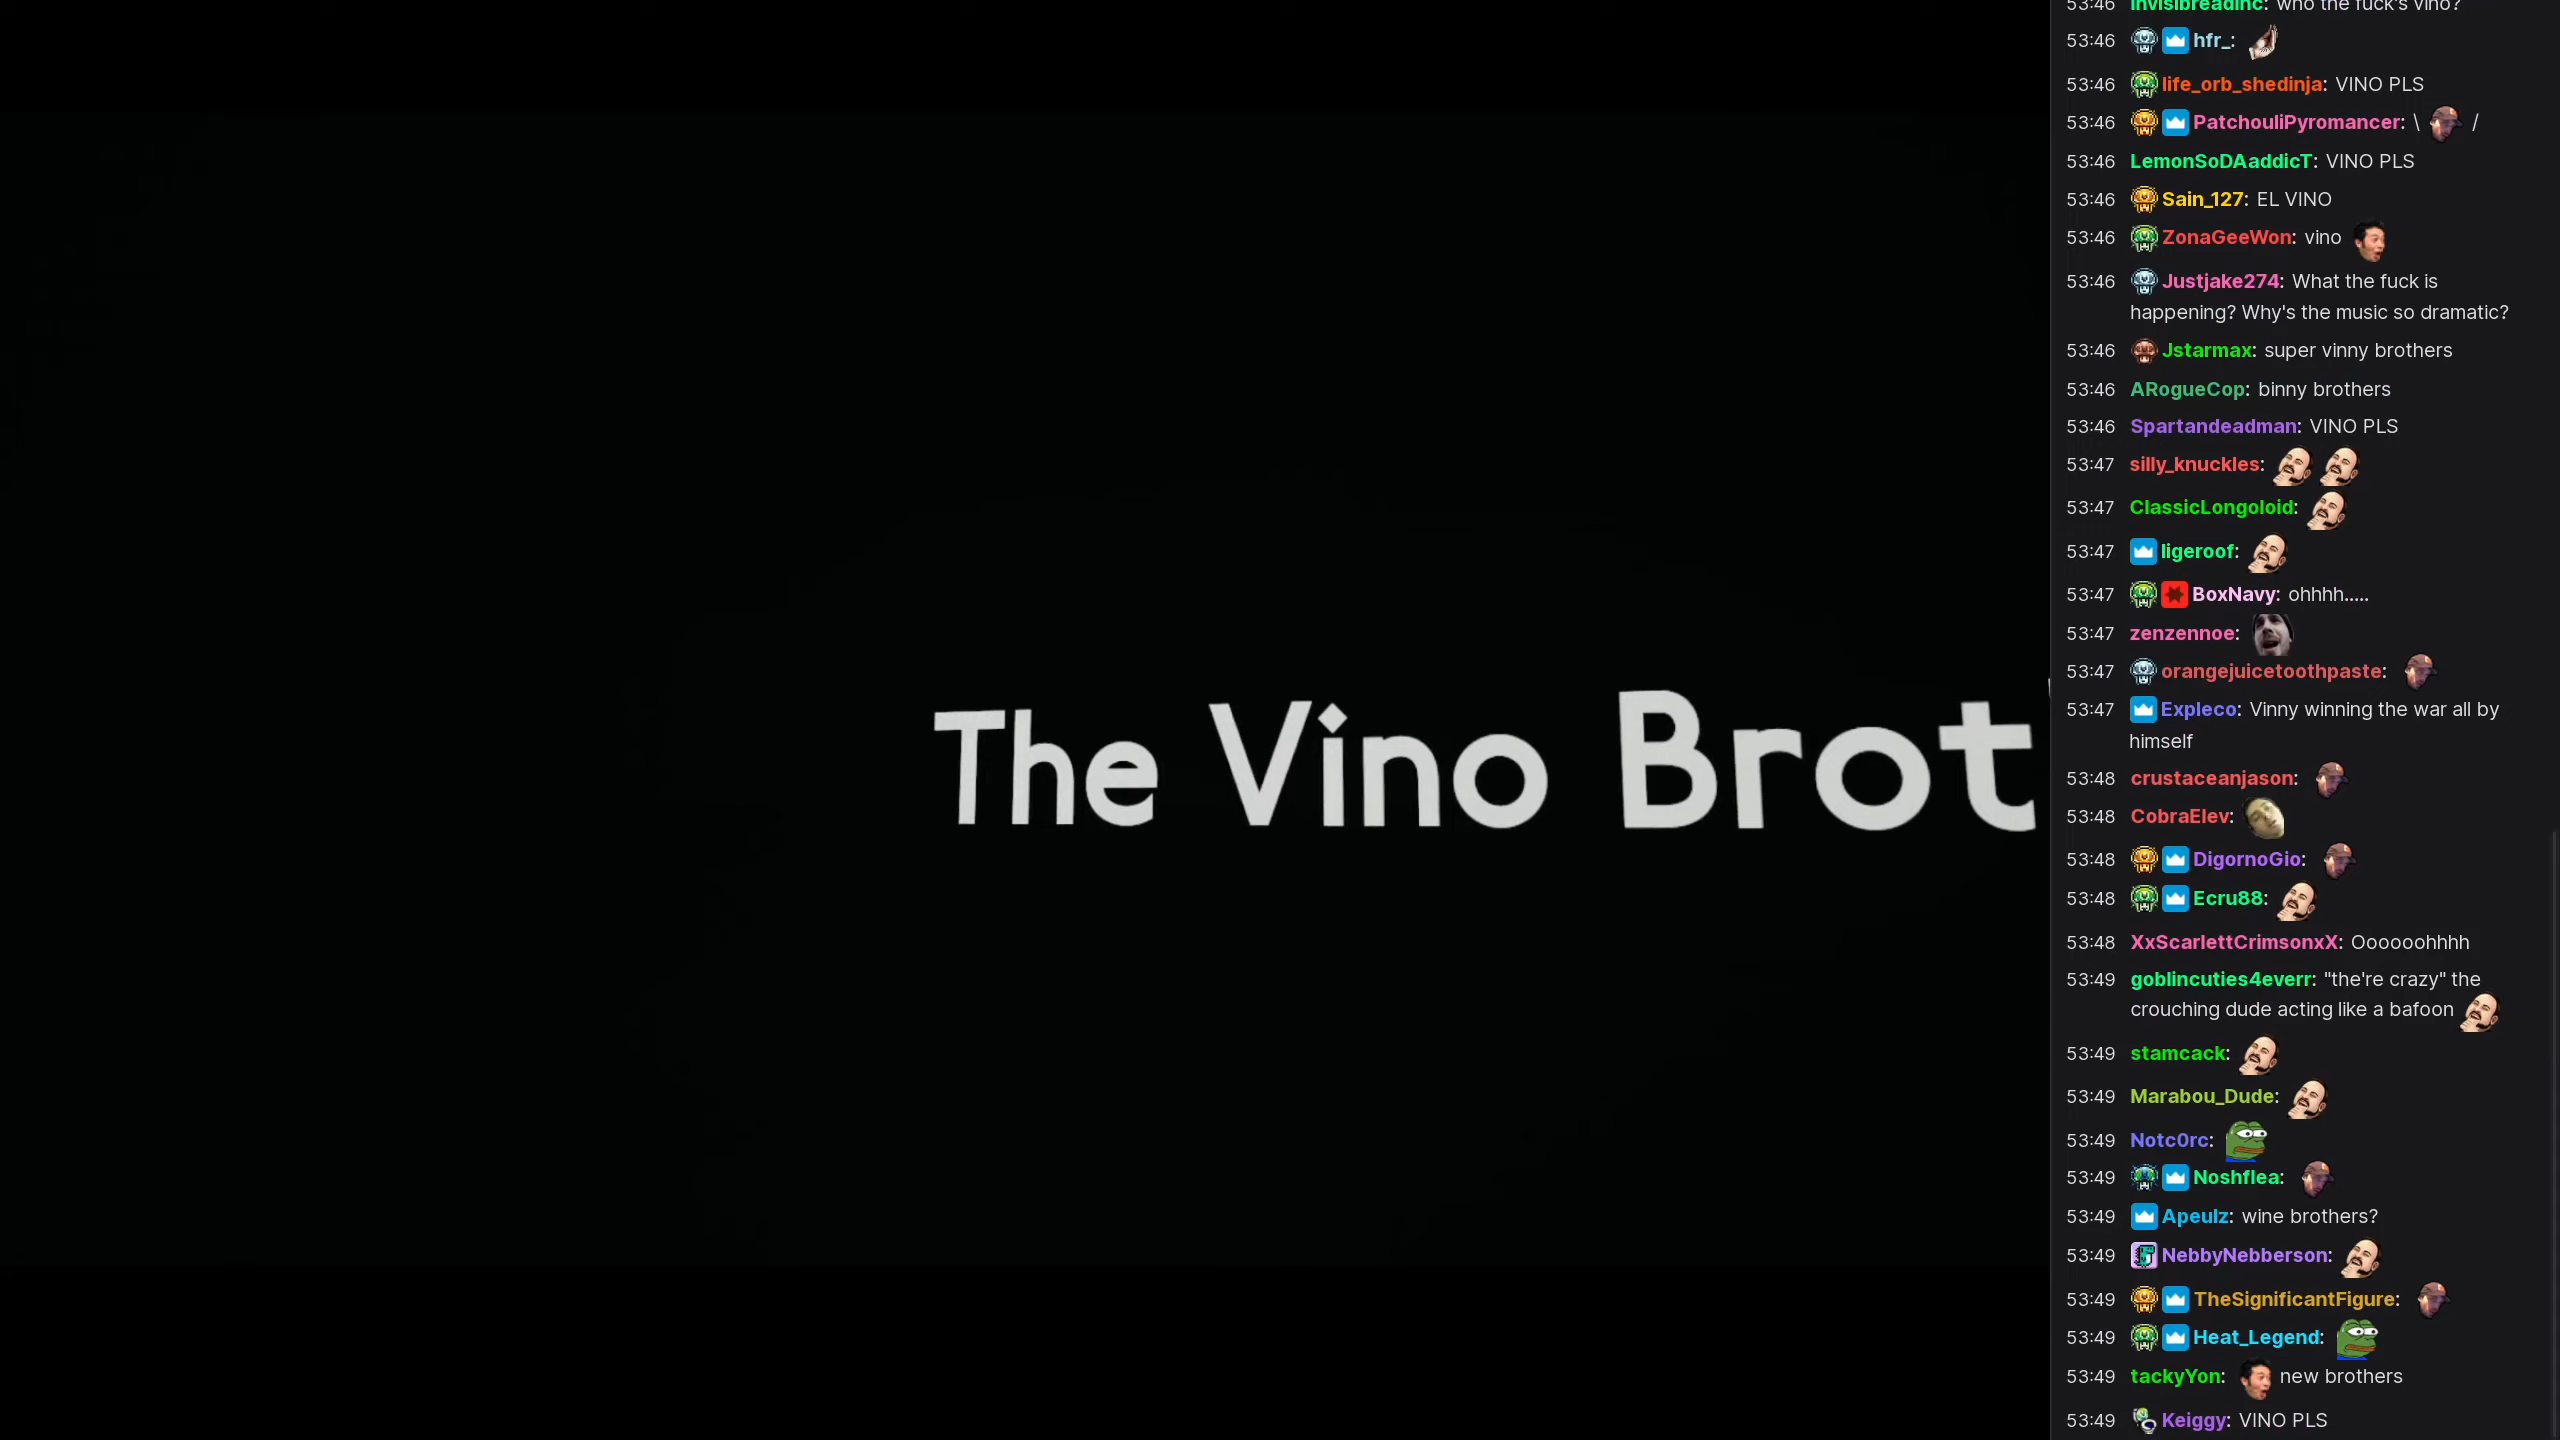 The Vino Brot
53:46 invisibreadinc: who the fuck's vino?
53:46 hfr_:
53:46 life_orb_shedinja: VINO PLS
53:46 PatchouliPyromancer: \ /
53:46 LemonSoDAaddicT: VINO PLS
53:46 Sain_127: EL VINO
53:46 ZonaGeeWon: vino
53:46 Justjake274: What the fuck is
happening? Why's the music so dramatic?
53:46 Jstarmax: super vinny brothers
53:46 ARogueCop: binny brothers
53:46 Spartandeadman: VINO PLS
53:47 silly_knuckles:
53:47 ClassicLongoloid:
53:47 ligeroof:
53:47 BoxNavy: ohhhh.....
53:47 zenzennoe:
53:47 orangejuicetoothpaste:
53:47 Expleco: Vinny winning the war all by
himself
53:48 crustaceanjason:
53:48 CobraElev:
53:48 DigornoGio:
53:48 Ecru88:
53:48 XxScarlettCrimsonxX: Oooooohhhh
53:49 goblincuties4everr: "the're crazy" the
crouching dude acting like a bafoon
53:49 stamcack:
53:49 Marabou_Dude:
53:49 Notc0rc:
53:49 Noshflea:
53:49 Apeulz: wine brothers?
53:49 NebbyNebberson:
53:49 TheSignificantFigure:
53:49 Heat_Legend:
53:49 tackyYon: new brothers
53:49 Keiggy: VINO PLS